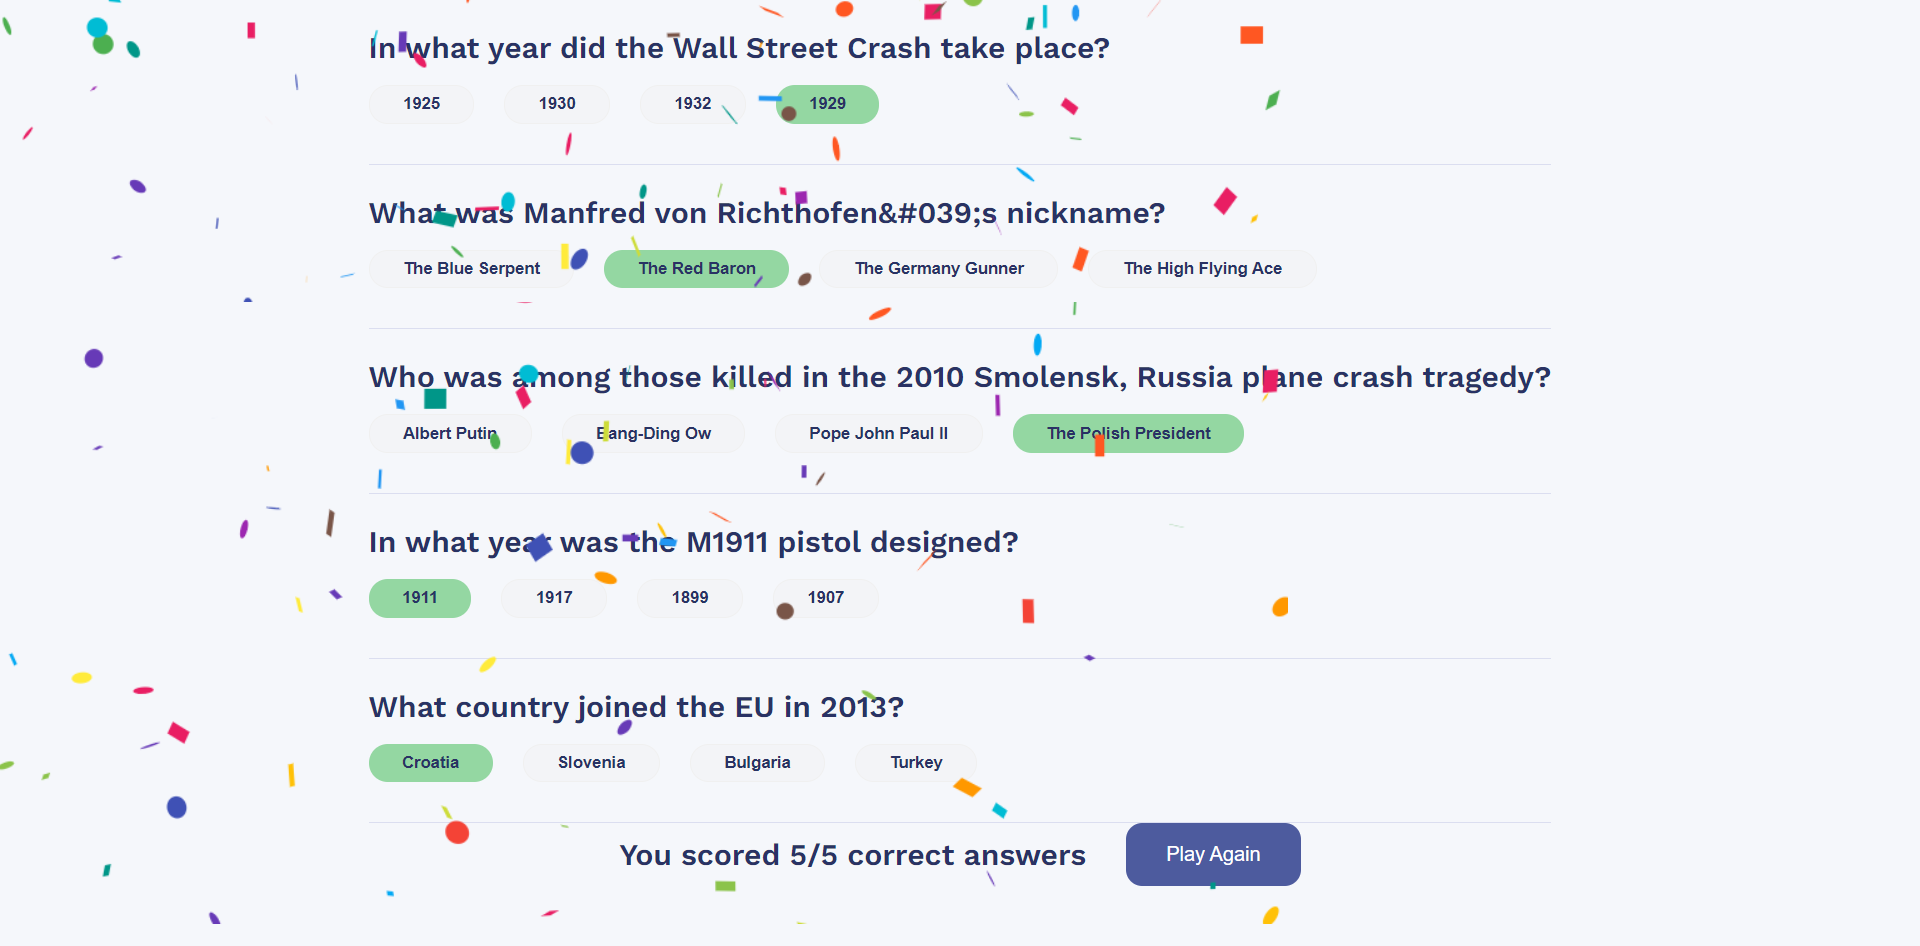 In what year did the Wall Street Crash take place?
1925 1930 1932 1929
What was Manfred von Richthofen&#039;s nickname?
The Blue Serpent The Red Baron The Germany Gunner The High Flying Ace
Who was among those killed in the 2010 Smolensk, Russia plane crash tragedy?
Albert Putin Bang-Ding Ow Pope John Paul II The Polish President
In what year was the M1911 pistol designed?
1911 1917 1899 1907
What country joined the EU in 2013?
Croatia Slovenia Bulgaria Turkey
You scored 5/5 correct answers Play Again